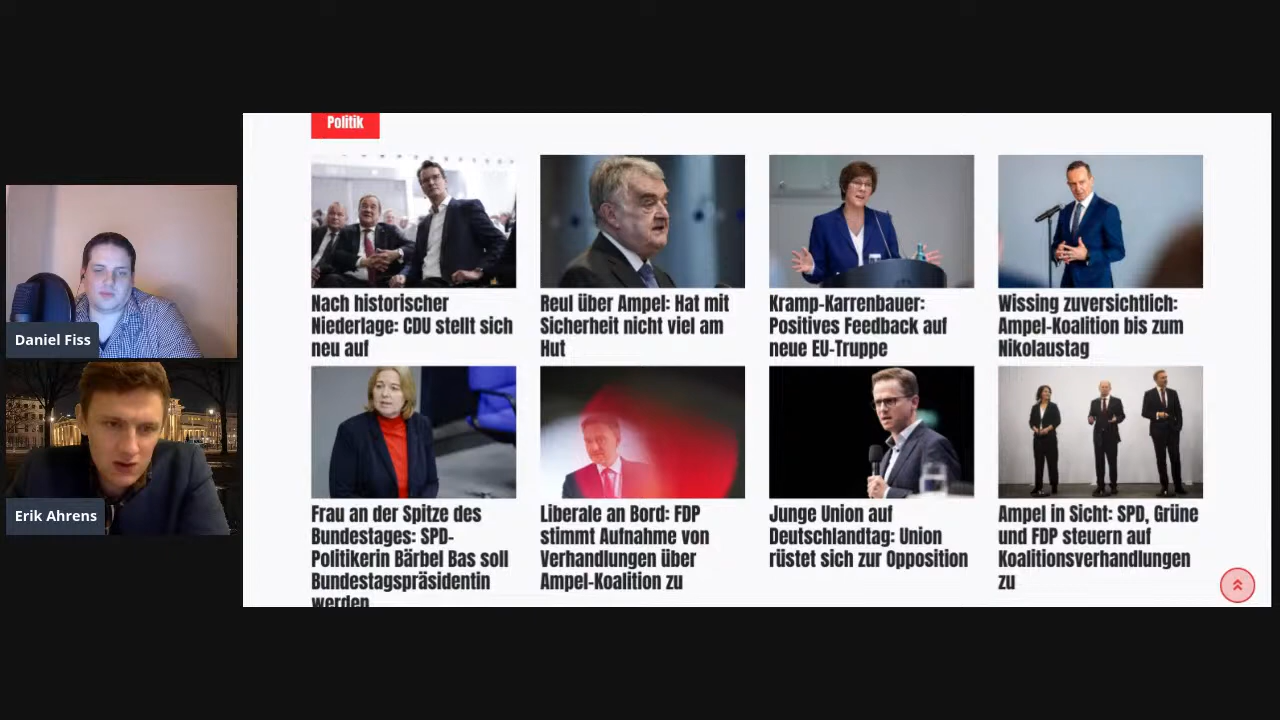 Politik
Nach historischer
Niederlage: CDU stellt sich
neu auf
Reul über Ampel: Hat mit
Sicherheit nicht viel am
Hut
Kramp-Karrenbauer:
Positives Feedback auf
neue EU-Truppe
Wissing zuversichtlich:
Ampel-Koalition bis zum
Nikolaustag
Frau an der Spitze des
Bundestages: SPD-
Politikerin Bärbel Bas soll
Bundestagspräsidentin
werden
Liberale an Bord: FDP
stimmt Aufnahme von
Verhandlungen über
Ampel-Koalition zu
Junge Union auf
Deutschlandtag: Union
rüstet sich zur Opposition
Ampel in Sicht: SPD, Grüne
und FDP steuern auf
Koalitionsverhandlungen
zu
Daniel Fiss
Erik Ahrens